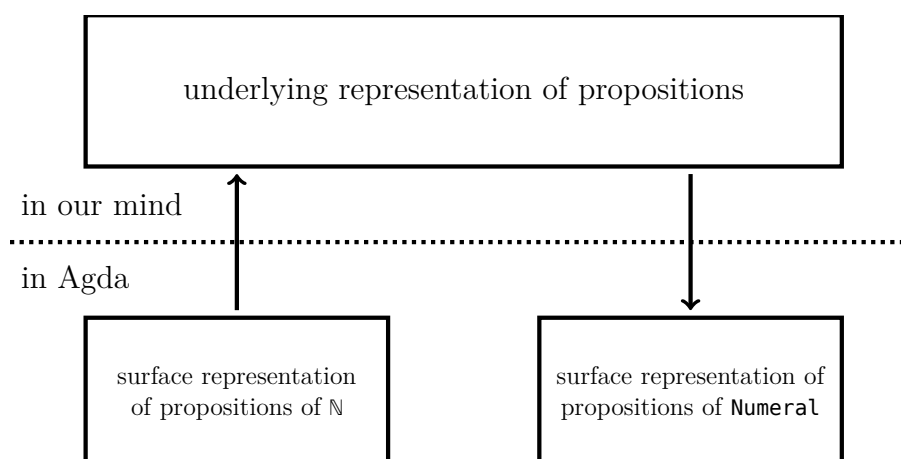 underlying representation of propositions
in our mind
in Agda
surface representation
of propositions of ℕ
surface representation of
propositions of Numeral